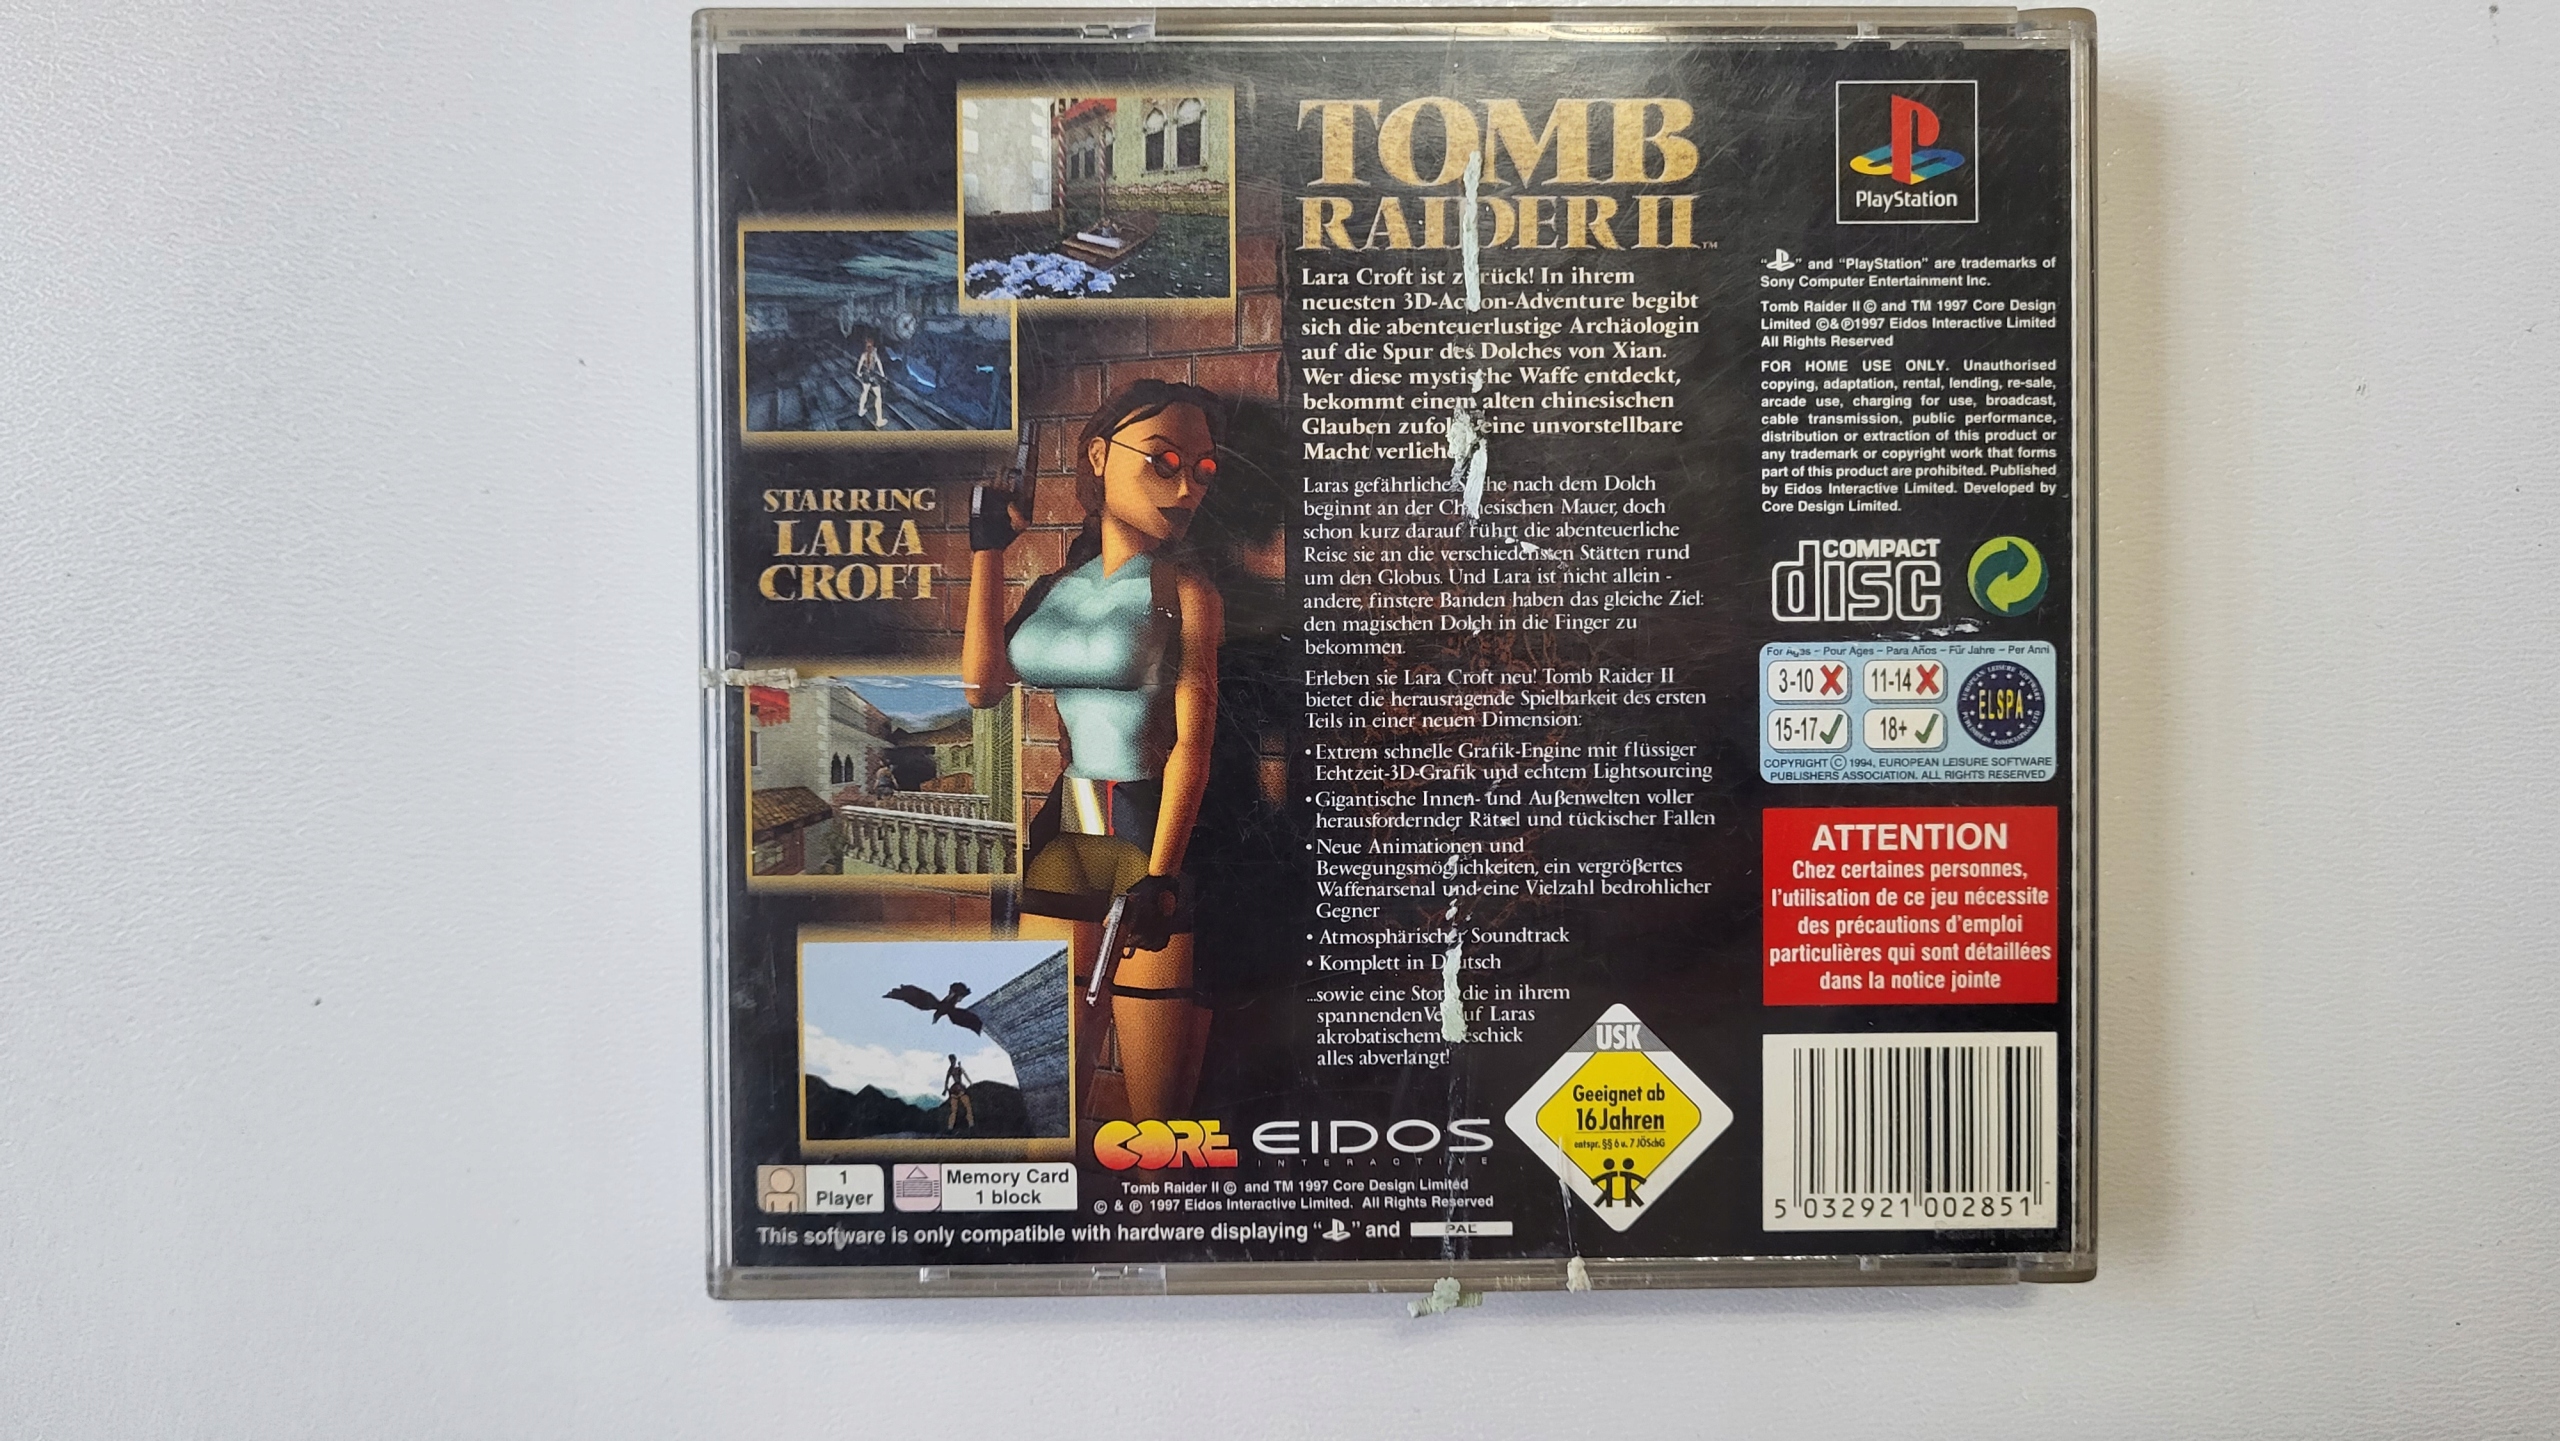 TOMB
RAIDER II™
Lara Croft ist zurück! In ihrem
neuesten 3D-Action-Adventure begibt
sich die abenteuerlustige Archäologin
auf die Spur des Dolches von Xian.
Wer diese mystische Waffe entdeckt,
bekommt einem alten chinesischen
Glauben zufolge eine unvorstellbare
Macht verliehen.
Laras gefährliche Suche nach dem Dolch
beginnt an der Chinesischen Mauer, doch
schon kurz darauf führt die abenteuerliche
Reise sie an die verschiedensten Stätten rund
um den Globus. Und Lara ist nicht allein -
andere, finstere Banden haben das gleiche Ziel:
den magischen Dolch in die Finger zu
bekommen.
Erleben sie Lara Croft neu! Tomb Raider II
bietet die herausragende Spielbarkeit des ersten
Teils in einer neuen Dimension:
• Extrem schnelle Grafik-Engine mit flüssiger
Echtzeit-3D-Grafik und echtem Lightsourcing
• Gigantische Innen- und Außenwelten voller
herausfordernder Rätsel und tückischer Fallen
• Neue Animationen und
Bewegungsmöglichkeiten, ein vergrößertes
Waffenarsenal und eine Vielzahl bedrohlicher
Gegner
• Atmosphärischer Soundtrack
• Komplett in Deutsch
...sowie eine Story, die in ihrem
spannenden Verlauf Laras
akrobatischem Geschick
alles abverlangt!
STARRING
LARA
CROFT
PlayStation
" " and "PlayStation" are trademarks of
Sony Computer Entertainment Inc.
Tomb Raider II © and TM 1997 Core Design
Limited ©&℗1997 Eidos Interactive Limited
All Rights Reserved
FOR HOME USE ONLY. Unauthorised
copying, adaptation, rental, lending, re-sale,
arcade use, charging for use, broadcast,
cable transmission, public performance,
distribution or extraction of this product or
any trademark or copyright work that forms
part of this product are prohibited. Published
by Eidos Interactive Limited. Developed by
Core Design Limited.
COMPACT
disc
For Ages – Pour Ages – Para Años – Für Jahre – Per Anni
3-10 11-14
15-17 18+
ELSPA
COPYRIGHT © 1994, EUROPEAN LEISURE SOFTWARE
PUBLISHERS ASSOCIATION. ALL RIGHTS RESERVED
ATTENTION
Chez certaines personnes,
l'utilisation de ce jeu nécessite
des précautions d'emploi
particulières qui sont détaillées
dans la notice jointe
5 032921 002851
USK
Geeignet ab
16 Jahren
entspr. §§ 6 u. 7 JÖSchG
CORE EIDOS
INTERACTIVE
1
Player
Memory Card
1 block
Tomb Raider II © and TM 1997 Core Design Limited
© & ℗ 1997 Eidos Interactive Limited. All Rights Reserved
This software is only compatible with hardware displaying " " and PAL